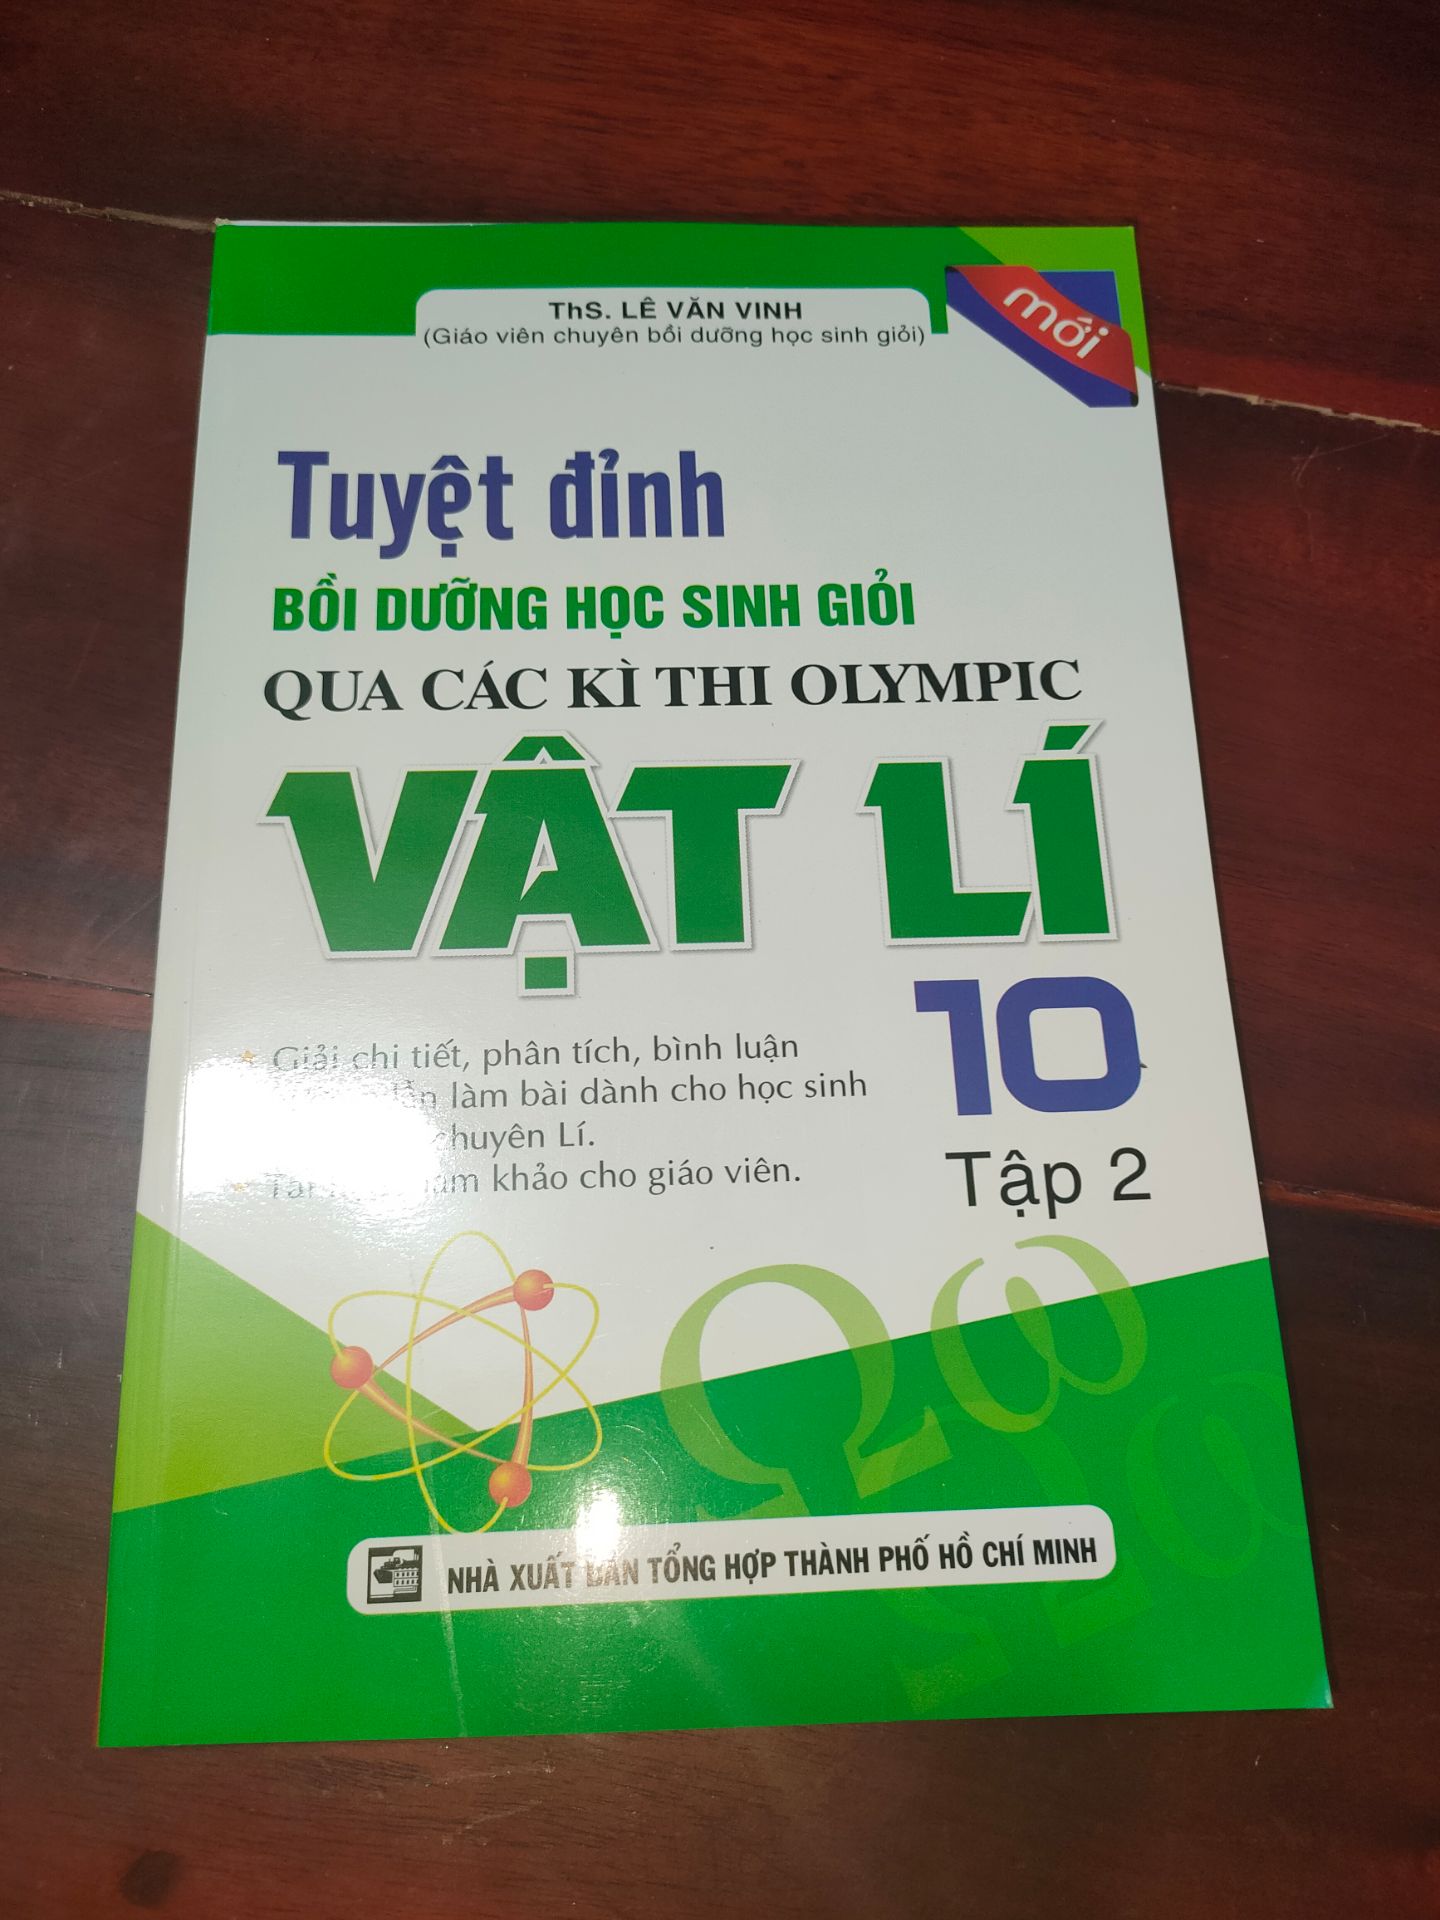 ThS. LÊ VĂN VINH
(Giáo viên chuyên bồi dưỡng học sinh giỏi)
mới
Tuyệt đỉnh
BỒI DƯỠNG HỌC SINH GIỎI
QUA CÁC KÌ THI OLYMPIC
VẬT LÍ
10
Tập 2
Giải chi tiết, phân tích, bình luận
làm bài dành cho học sinh
chuyên Lí.
khảo cho giáo viên.
Ω ω
Ω ω
NHÀ XUẤT BẢN TỔNG HỢP THÀNH PHỐ HỒ CHÍ MINH